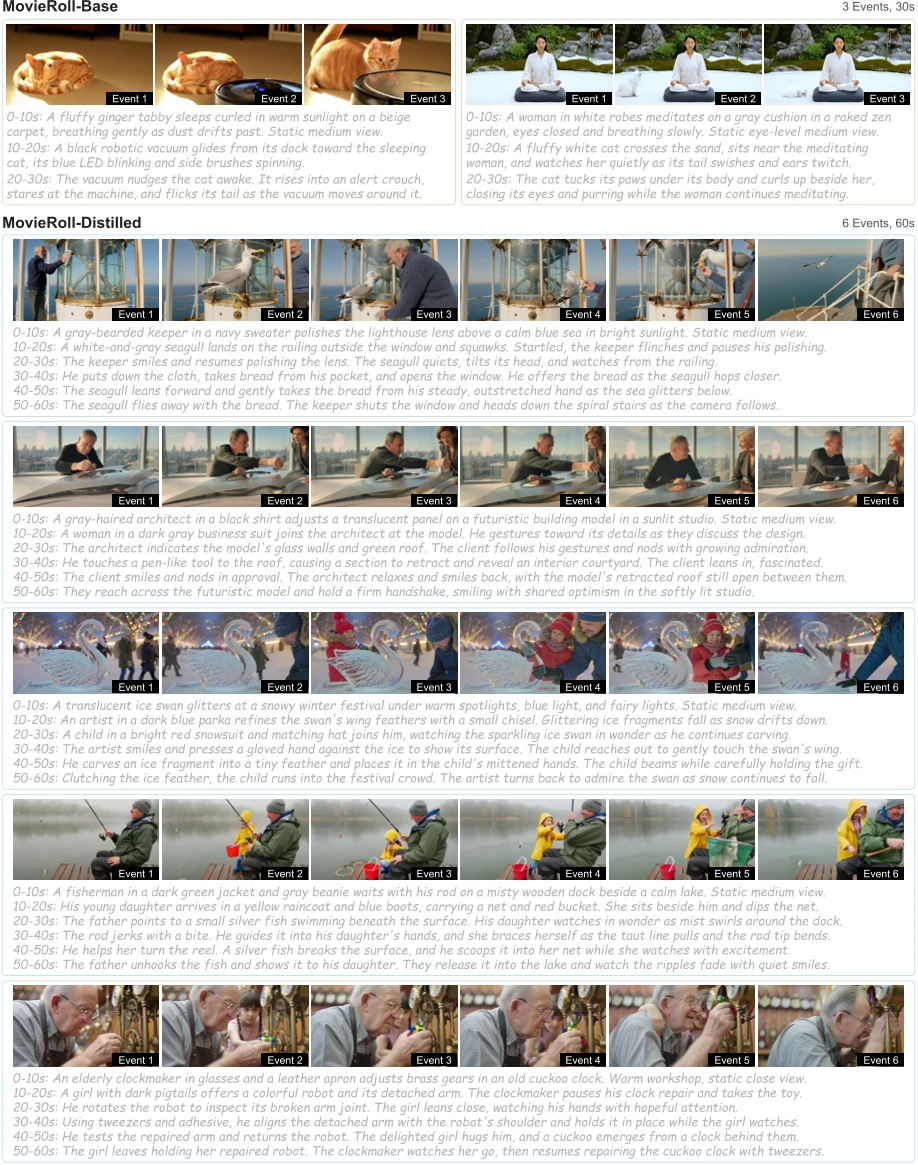 MovieRoll-Base
3 Events, 30s
Event 1
Event 2
Event 3
0-10s: A fluffy ginger tabby sleeps curled in warm sunlight on a beige
carpet, breathing gently as dust drifts past. Static medium view.
10-20s: A black robotic vacuum glides from its dock toward the sleeping
cat, its blue LED blinking and side brushes spinning.
20-30s: The vacuum nudges the cat awake. It rises into an alert crouch,
stares at the machine, and flicks its tail as the vacuum moves around it.
Event 1
Event 2
Event 3
0-10s: A woman in white robes meditates on a gray cushion in a raked zen
garden, eyes closed and breathing slowly. Static eye-level medium view.
10-20s: A fluffy white cat crosses the sand, sits near the meditating
woman, and watches her quietly as its tail swishes and ears twitch.
20-30s: The cat tucks its paws under its body and curls up beside her,
closing its eyes and purring while the woman continues meditating.
MovieRoll-Distilled
6 Events, 60s
Event 1
Event 2
Event 3
Event 4
Event 5
Event 6
0-10s: A gray-bearded keeper in a navy sweater polishes the lighthouse lens above a calm blue sea in bright sunlight. Static medium view.
10-20s: A white-and-gray seagull lands on the railing outside the window and squawks. Startled, the keeper flinches and pauses his polishing.
20-30s: The keeper smiles and resumes polishing the lens. The seagull quiets, tilts its head, and watches from the railing.
30-40s: He puts down the cloth, takes bread from his pocket, and opens the window. He offers the bread as the seagull hops closer.
40-50s: The seagull leans forward and gently takes the bread from his steady, outstretched hand as the sea glitters below.
50-60s: The seagull flies away with the bread. The keeper shuts the window and heads down the spiral stairs as the camera follows.
Event 1
Event 2
Event 3
Event 4
Event 5
Event 6
0-10s: A gray-haired architect in a black shirt adjusts a translucent panel on a futuristic building model in a sunlit studio. Static medium view.
10-20s: A woman in a dark gray business suit joins the architect at the model. He gestures toward its details as they discuss the design.
20-30s: The architect indicates the model's glass walls and green roof. The client follows his gestures and nods with growing admiration.
30-40s: He touches a pen-like tool to the roof, causing a section to retract and reveal an interior courtyard. The client leans in, fascinated.
40-50s: The client smiles and nods in approval. The architect relaxes and smiles back, with the model's retracted roof still open between them.
50-60s: They reach across the futuristic model and hold a firm handshake, smiling with shared optimism in the softly lit studio.
Event 1
Event 2
Event 3
Event 4
Event 5
Event 6
0-10s: A translucent ice swan glitters at a snowy winter festival under warm spotlights, blue light, and fairy lights. Static medium view.
10-20s: An artist in a dark blue parka refines the swan's wing feathers with a small chisel. Glittering ice fragments fall as snow drifts down.
20-30s: A child in a bright red snowsuit and matching hat joins him, watching the sparkling ice swan in wonder as he continues carving.
30-40s: The artist smiles and presses a gloved hand against the ice to show its surface. The child reaches out to gently touch the swan's wing.
40-50s: He carves an ice fragment into a tiny feather and places it in the child's mittened hands. The child beams while carefully holding the gift.
50-60s: Clutching the ice feather, the child runs into the festival crowd. The artist turns back to admire the swan as snow continues to fall.
Event 1
Event 2
Event 3
Event 4
Event 5
Event 6
0-10s: A fisherman in a dark green jacket and gray beanie waits with his rod on a misty wooden dock beside a calm lake. Static medium view.
10-20s: His young daughter arrives in a yellow raincoat and blue boots, carrying a net and red bucket. She sits beside him and dips the net.
20-30s: The father points to a small silver fish swimming beneath the surface. His daughter watches in wonder as mist swirls around the dock.
30-40s: The rod jerks with a bite. He guides it into his daughter's hands, and she braces herself as the taut line pulls and the rod tip bends.
40-50s: He helps her turn the reel. A silver fish breaks the surface, and he scoops it into her net while she watches with excitement.
50-60s: The father unhooks the fish and shows it to his daughter. They release it into the lake and watch the ripples fade with quiet smiles.
Event 1
Event 2
Event 3
Event 4
Event 5
Event 6
0-10s: An elderly clockmaker in glasses and a leather apron adjusts brass gears in an old cuckoo clock. Warm workshop, static close view.
10-20s: A girl with dark pigtails offers a colorful robot and its detached arm. The clockmaker pauses his clock repair and takes the toy.
20-30s: He rotates the robot to inspect its broken arm joint. The girl leans close, watching his hands with hopeful attention.
30-40s: Using tweezers and adhesive, he aligns the detached arm with the robot's shoulder and holds it in place while the girl watches.
40-50s: He tests the repaired arm and returns the robot. The delighted girl hugs him, and a cuckoo emerges from a clock behind them.
50-60s: The girl leaves holding her repaired robot. The clockmaker watches her go, then resumes repairing the cuckoo clock with tweezers.